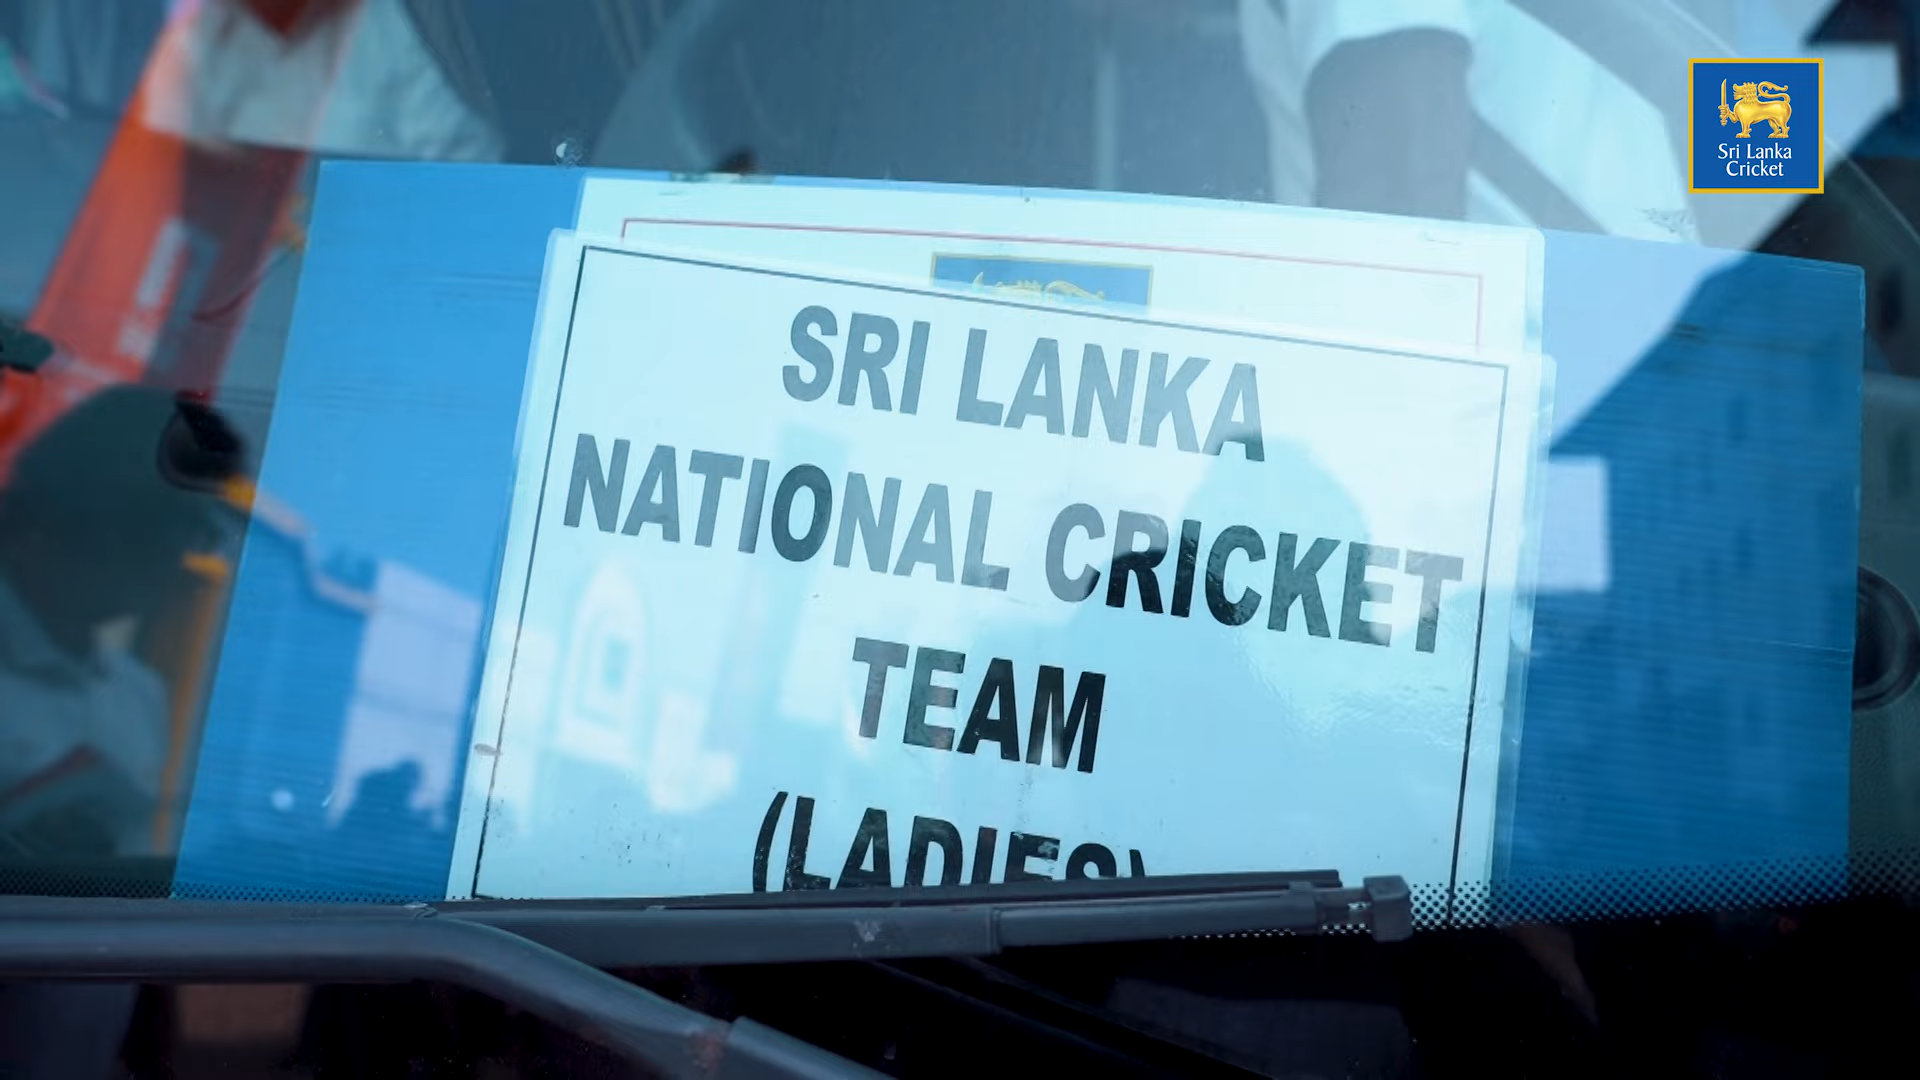 Sri Lanka
Cricket
SRI LANKA
NATIONAL CRICKET
TEAM
(LADIES)